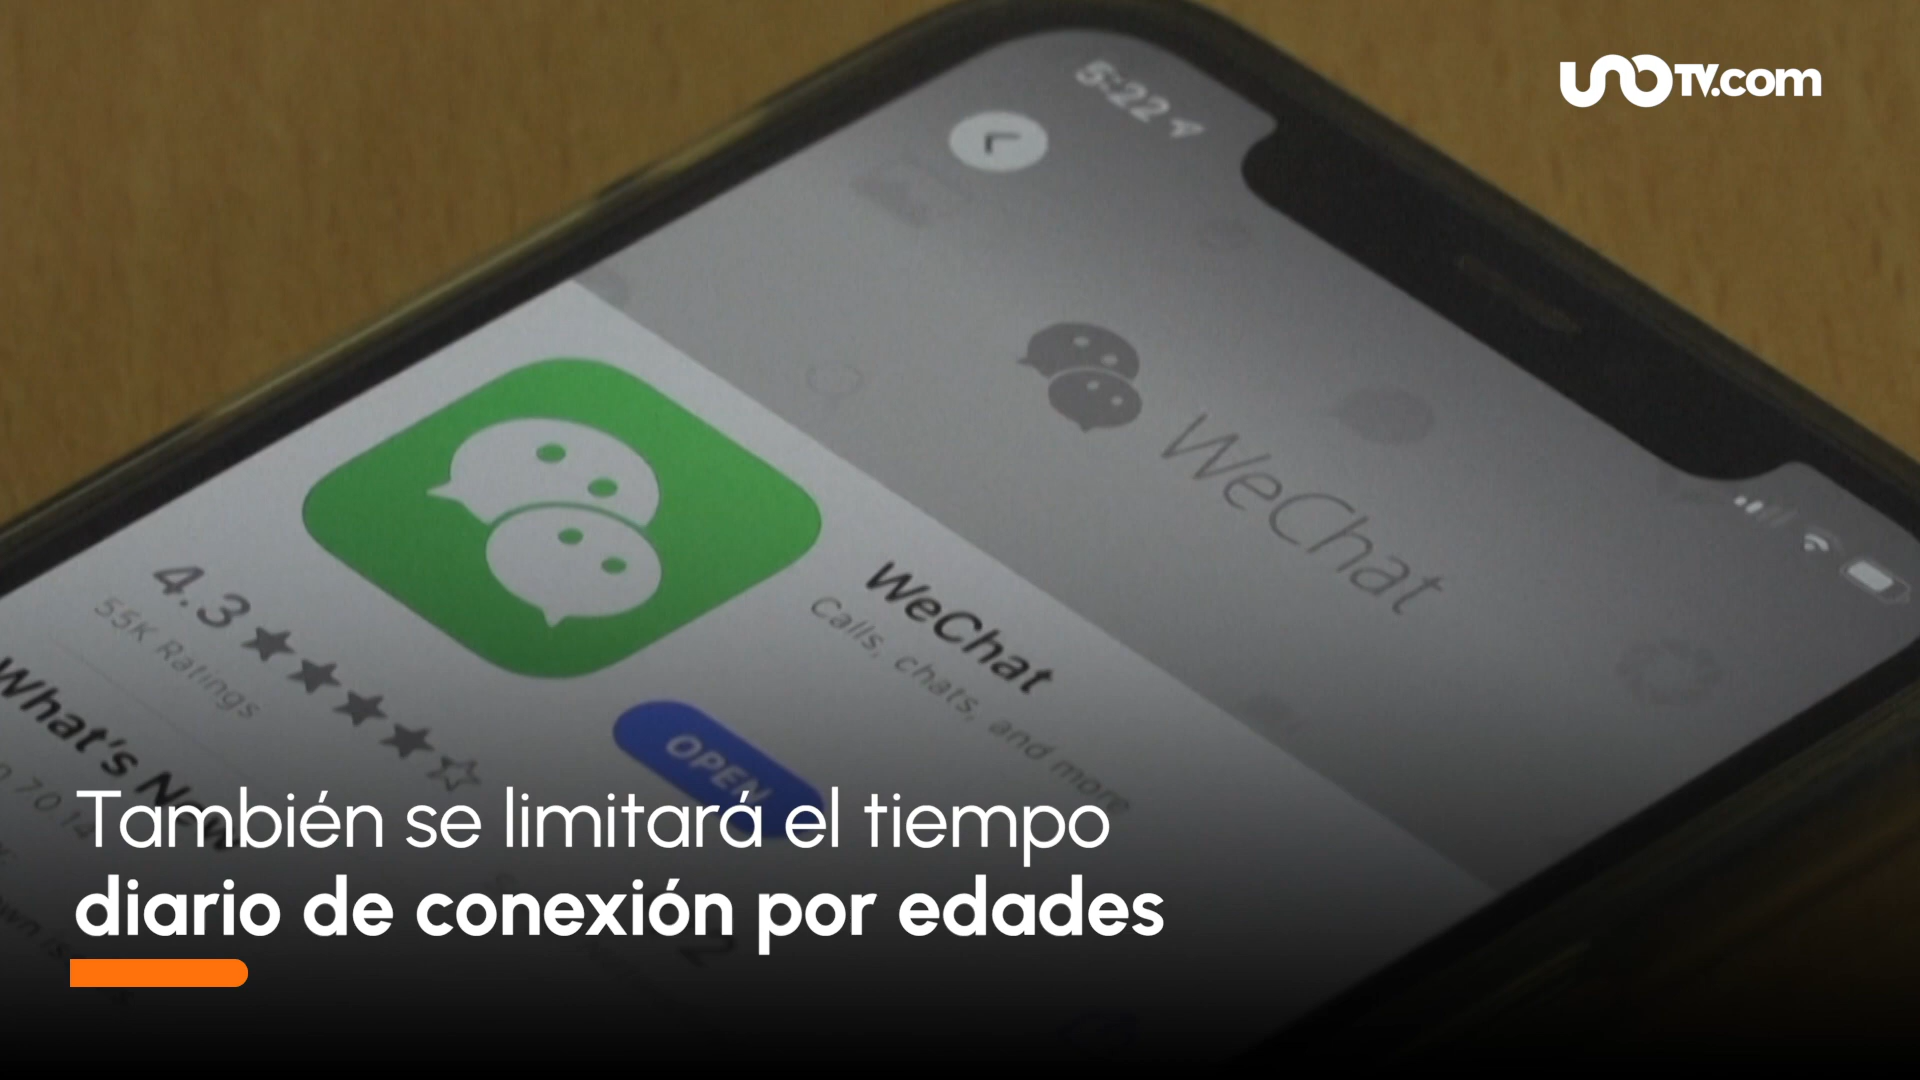 UNOTV.com
5:22
WeChat
WeChat
Calls, chats, and more
4.3 ★★★★☆
55K Ratings
OPEN
What's New
También se limitará el tiempo
diario de conexión por edades